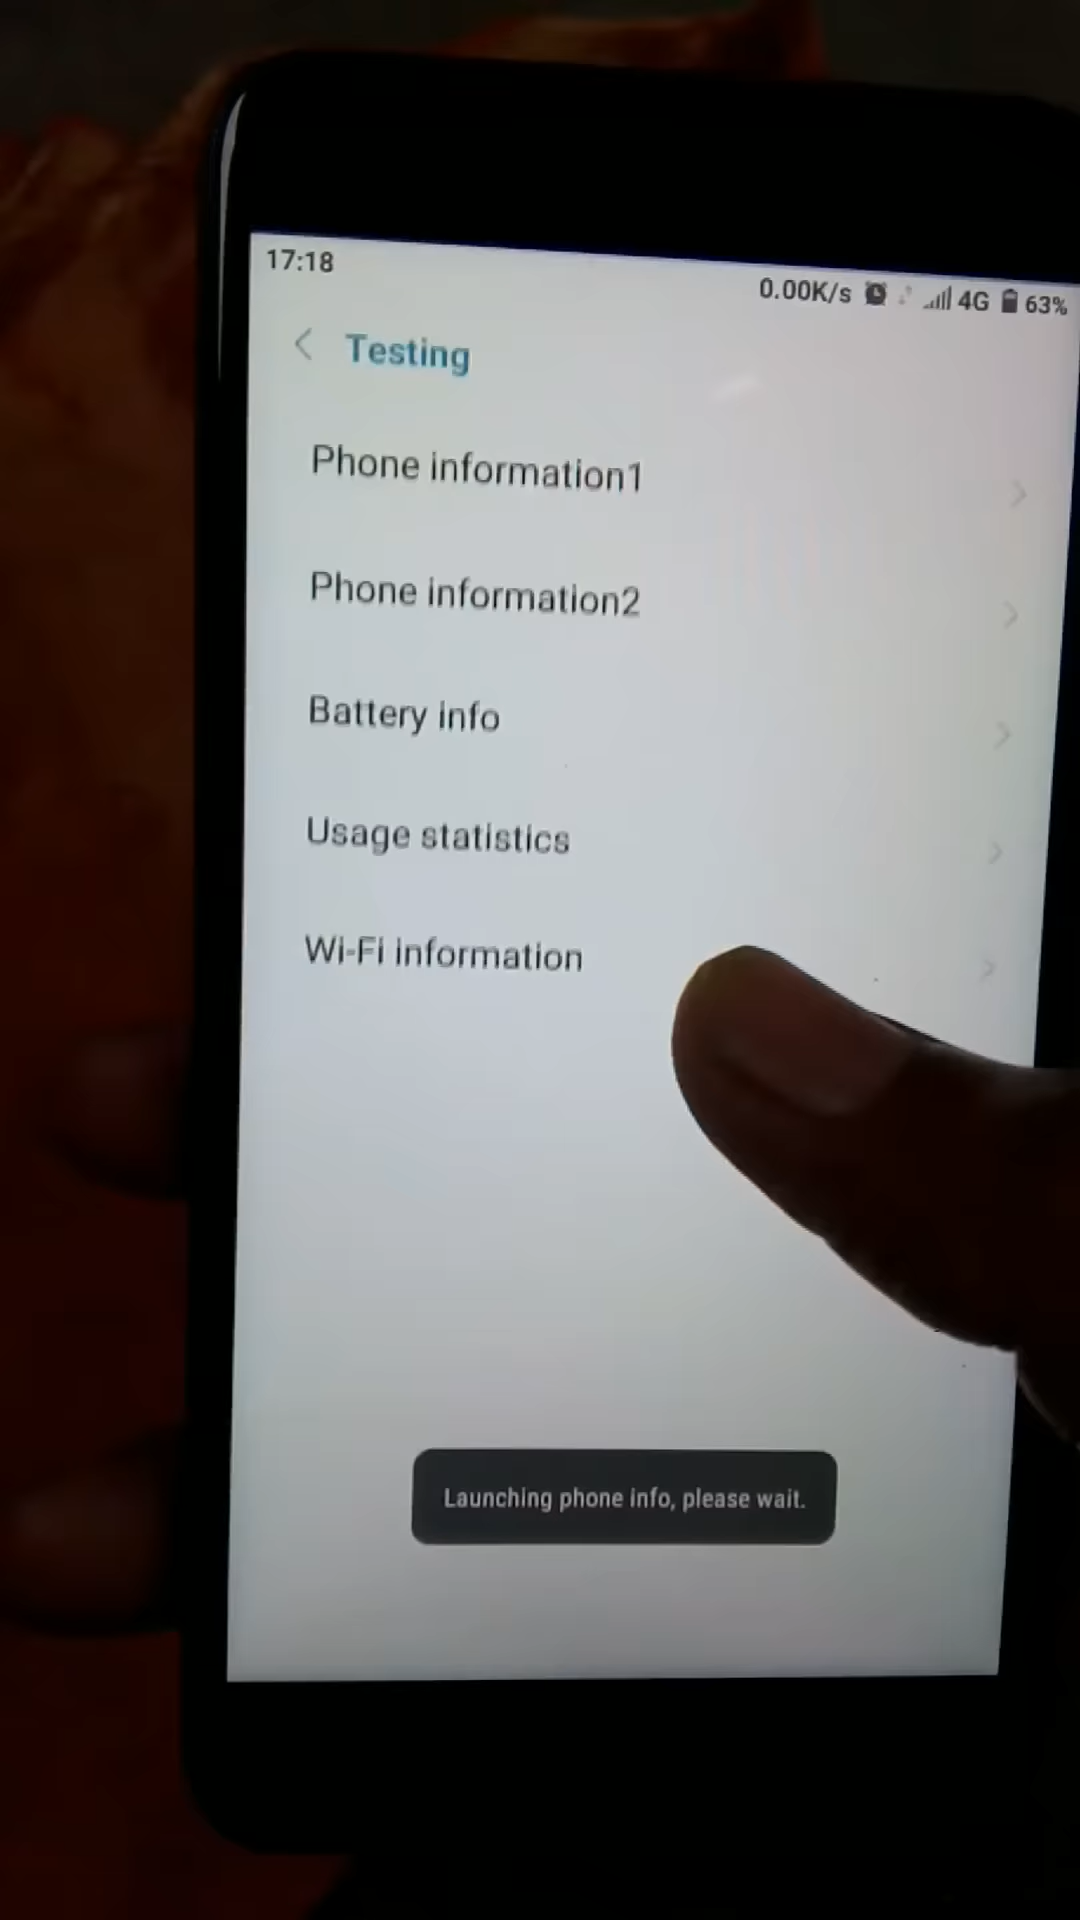 17:18
0.00K/s 4G 63%
Testing
Phone information1
Phone information2
Battery info
Usage statistics
Wi-Fi information
Launching phone info, please wait.